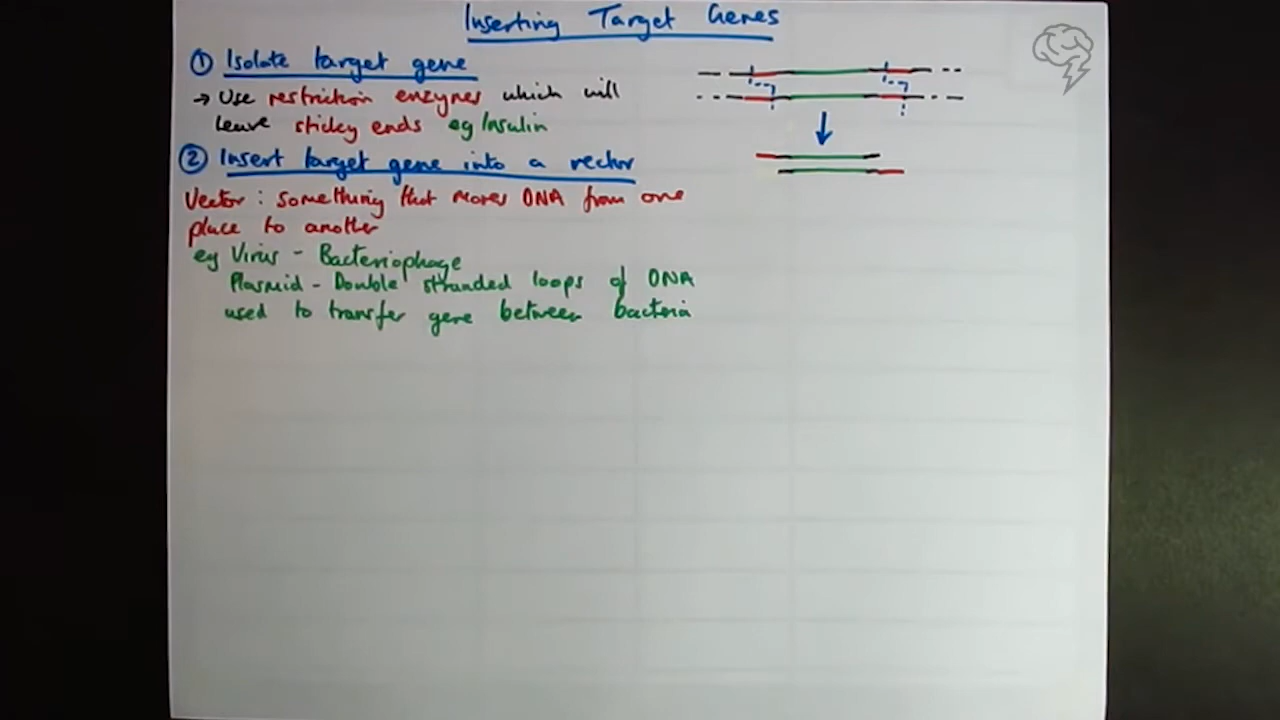 Inserting Target Genes
① Isolate target gene
→ Use restriction enzymes which will
leave sticky ends eg Insulin
② Insert target gene into a vector
Vector : Something that moves DNA from one
place to another
eg Virus - Bacteriophage
Plasmid - Double stranded loops of DNA
used to transfer gene between bacteria